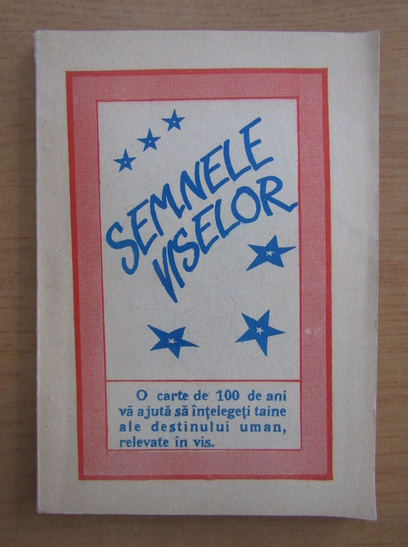 SEMNELE
VISELOR
O carte de 100 de ani
vă ajută să înţelegeţi taine
ale destinului uman,
relevate în vis.